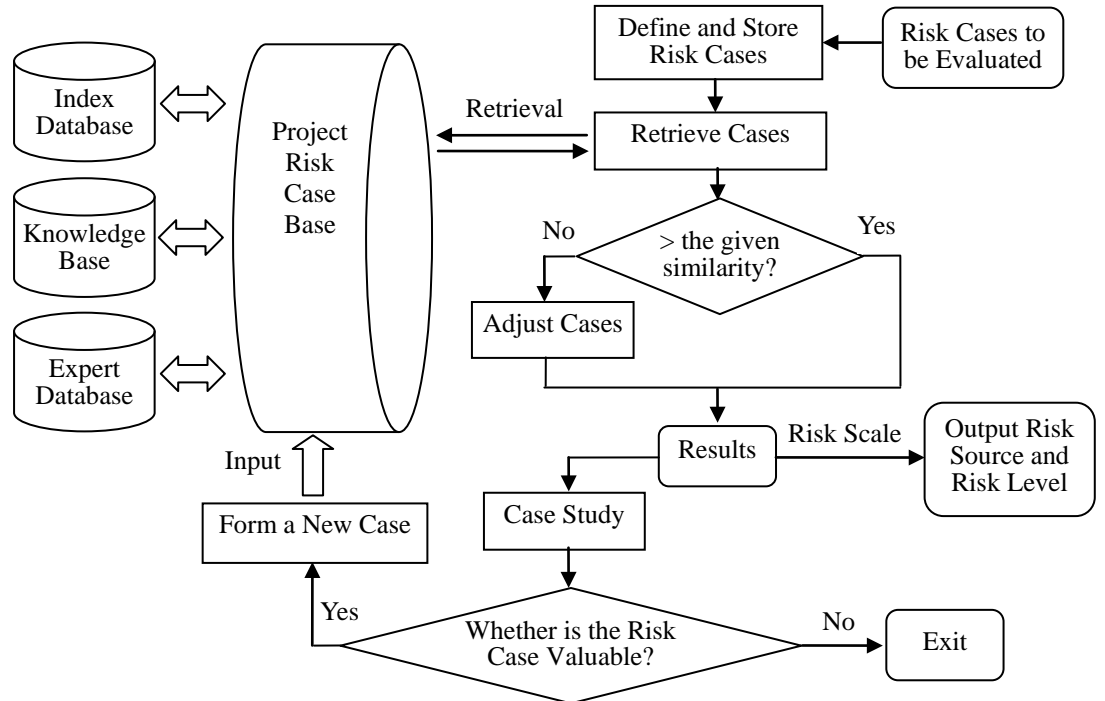 Define and Store
Risk Cases
Risk Cases to
be Evaluated
Index
Database
Project
Risk
Case
Base
Retrieval
Retrieve Cases
Knowledge
Base
No
> the given
similarity?
Yes
Adjust Cases
Expert
Database
Results
Risk Scale
Output Risk
Source and
Risk Level
Input
Form a New Case
Case Study
Yes
Whether is the Risk
Case Valuable?
No
Exit